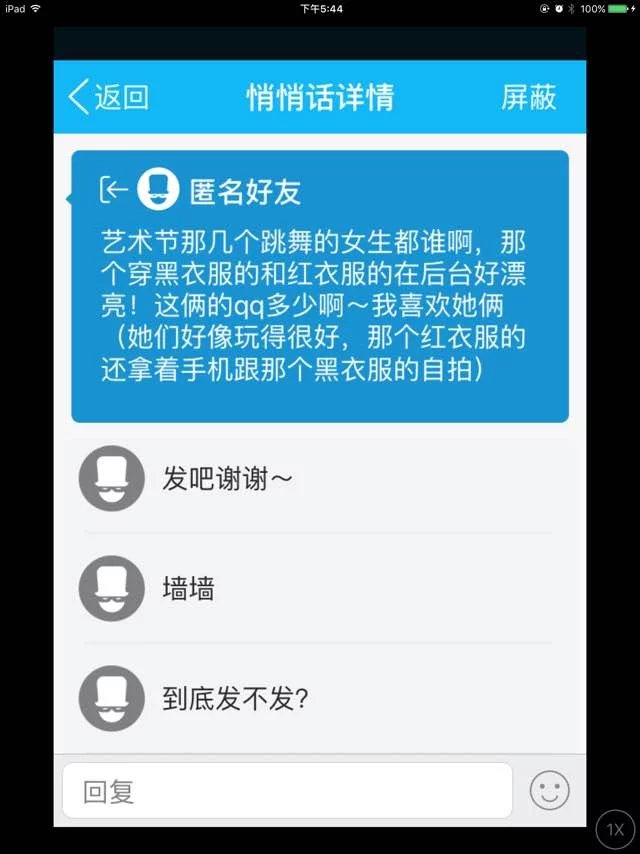 iPad 下午5:44 100%
返回 悄悄话详情 屏蔽
匿名好友
艺术节那几个跳舞的女生都谁啊，那
个穿黑衣服的和红衣服的在后台好漂
亮！这俩的qq多少啊～我喜欢她俩
（她们好像玩得很好，那个红衣服的
还拿着手机跟那个黑衣服的自拍）
发吧谢谢～
墙墙
到底发不发？
回复
1X